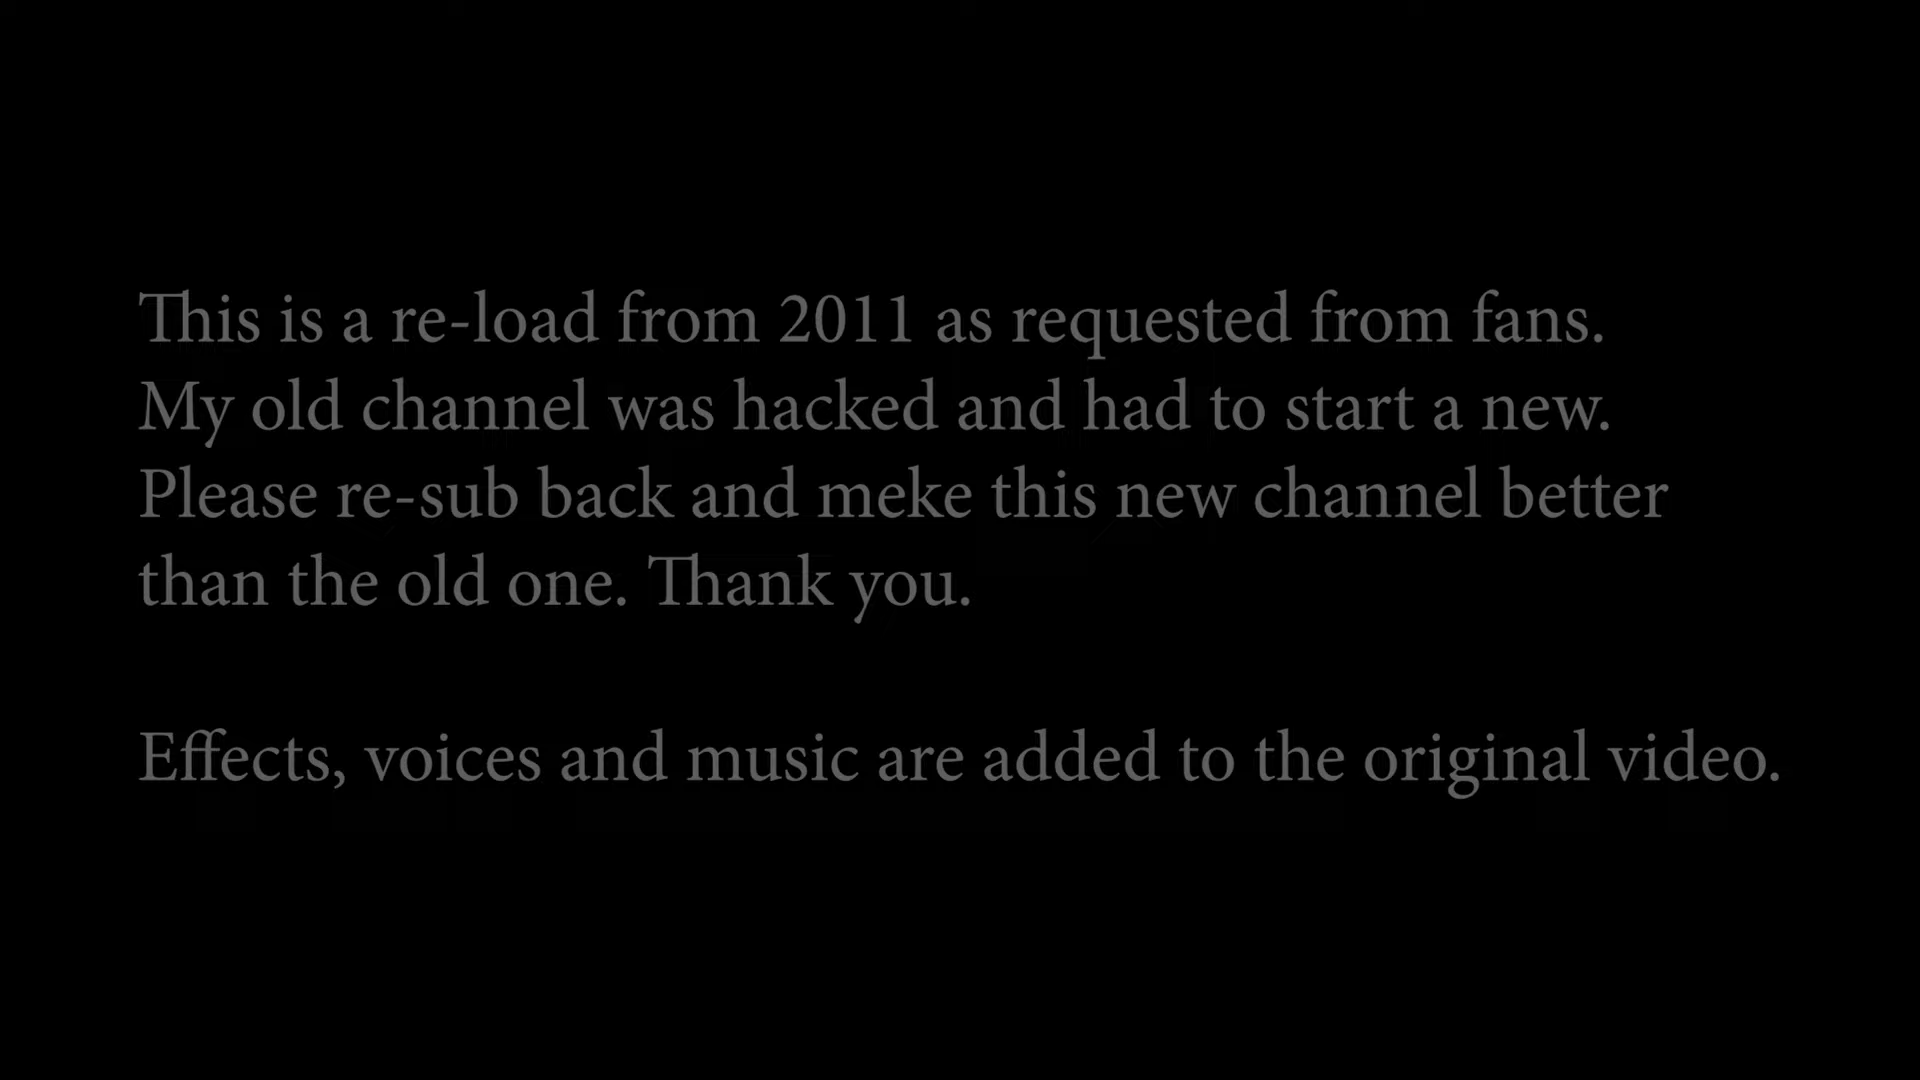 This is a re-load from 2011 as requested from fans.
My old channel was hacked and had to start a new.
Please re-sub back and meke this new channel better
than the old one. Thank you.
Effects, voices and music are added to the original video.